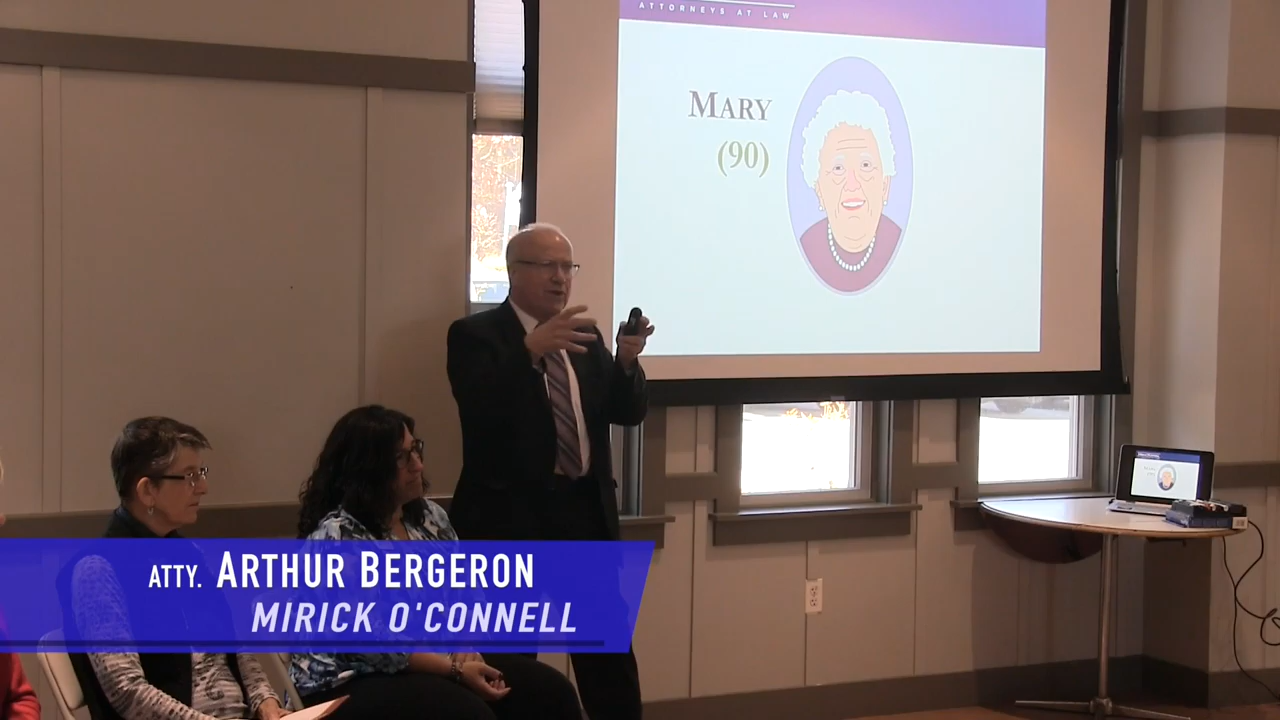 ATTORNEYS AT LAW
MARY
(90)
ATTY. ARTHUR BERGERON
MIRICK O'CONNELL